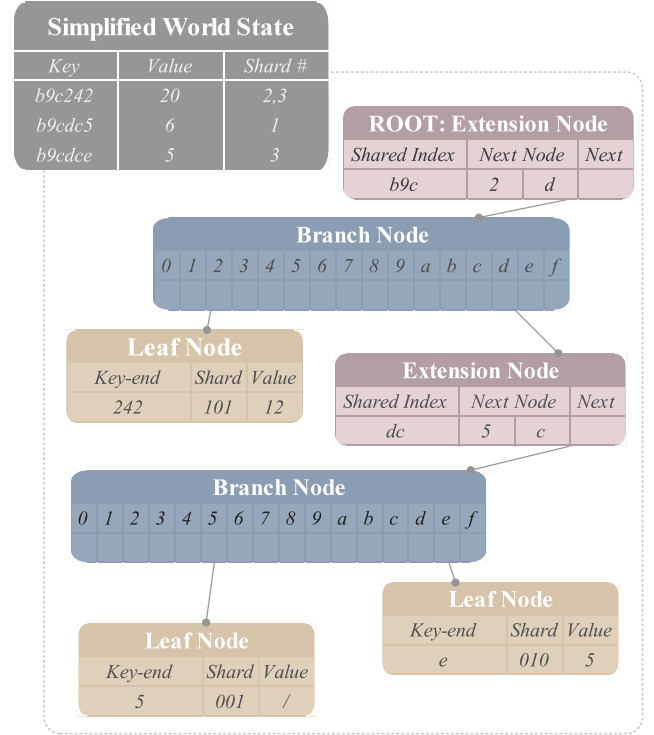 Simplified World State
Key Value Shard #
b9c242 20 2,3
b9cdc5 6 1
b9cdce 5 3
ROOT: Extension Node
Shared Index Next Node Next
b9c 2 d
Branch Node
0 1 2 3 4 5 6 7 8 9 a b c d e f
Leaf Node
Key-end Shard Value
242 101 12
Extension Node
Shared Index Next Node Next
dc 5 c
Branch Node
0 1 2 3 4 5 6 7 8 9 a b c d e f
Leaf Node
Key-end Shard Value
e 010 5
Leaf Node
Key-end Shard Value
5 001 /